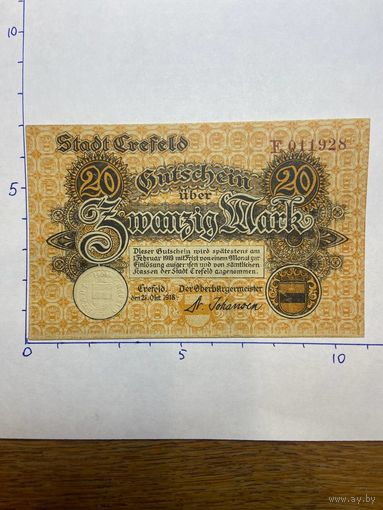 10
Stadt Crefeld
F 011928
20
Gutschein
20
über
Zwanzig Mark
5
Dieser Gutschein wird spätestens am
1. Februar 1919 mit Frist von einem Monat zur
Einlösung aufgerufen und von sämtlichen
Kassen der Stadt Crefeld angenommen.
Crefeld, Der Oberbürgermeister
den 21. Okt. 1918. Dr. Johansen
0
5
10
www.ay.by